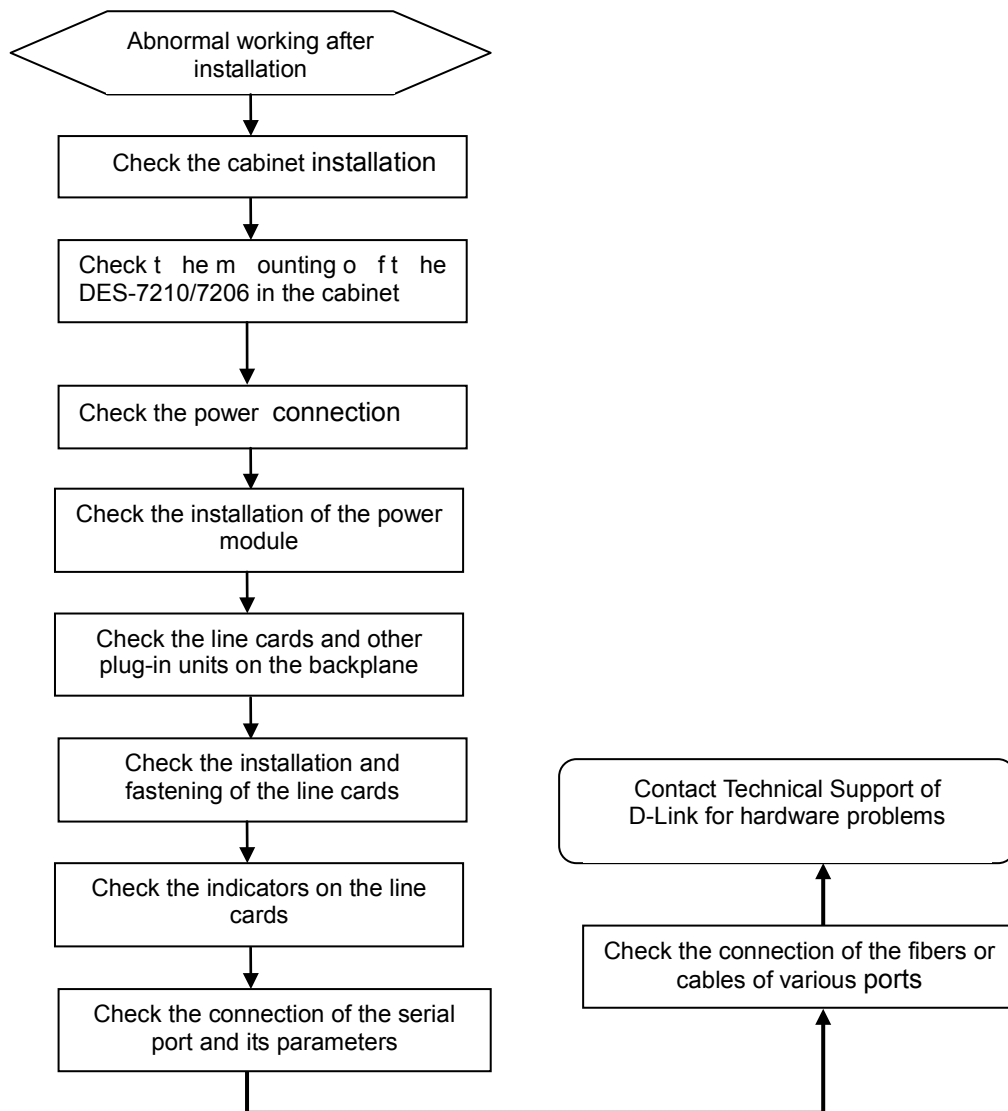 Abnormal working after
installation
Check the cabinet installation
Check t he m ounting o f t he
DES-7210/7206 in the cabinet
Check the power connection
Check the installation of the power
module
Check the line cards and other
plug-in units on the backplane
Check the installation and
fastening of the line cards
Check the indicators on the line
cards
Check the connection of the serial
port and its parameters
Check the connection of the fibers or
cables of various ports
Contact Technical Support of
D-Link for hardware problems